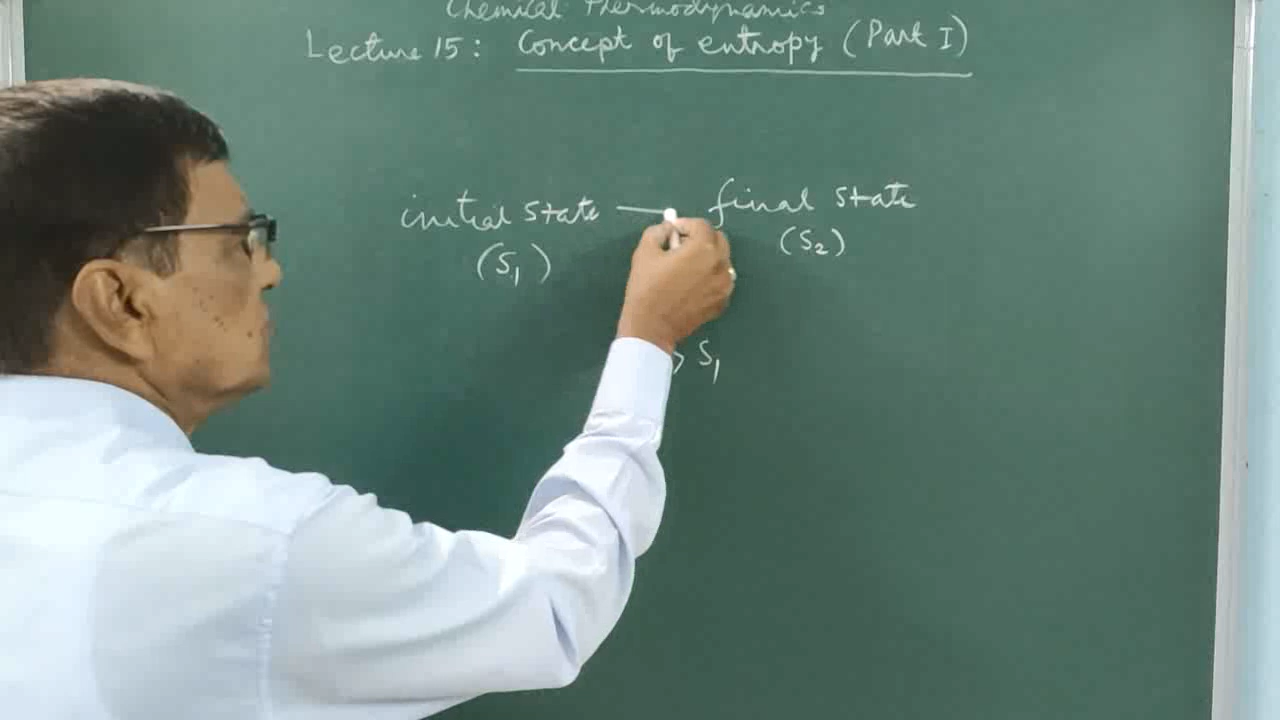 Chemical Thermodynamics
Lecture 15: Concept of entropy (Part I)
initial state — final state
(S₁) (S₂)
> S₁